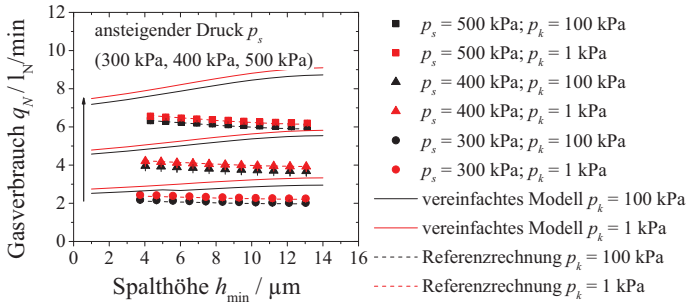 ansteigender Druck p_s
(300 kPa, 400 kPa, 500 kPa)
Gasverbrauch q_N / l_N/min
12
10
8
6
4
2
0
0 2 4 6 8 10 12 14 16
Spalthöhe h_min / µm
p_s = 500 kPa; p_k = 100 kPa
p_s = 500 kPa; p_k = 1 kPa
p_s = 400 kPa; p_k = 100 kPa
p_s = 400 kPa; p_k = 1 kPa
p_s = 300 kPa; p_k = 100 kPa
p_s = 300 kPa; p_k = 1 kPa
vereinfachtes Modell p_k = 100 kPa
vereinfachtes Modell p_k = 1 kPa
Referenzrechnung p_k = 100 kPa
Referenzrechnung p_k = 1 kPa